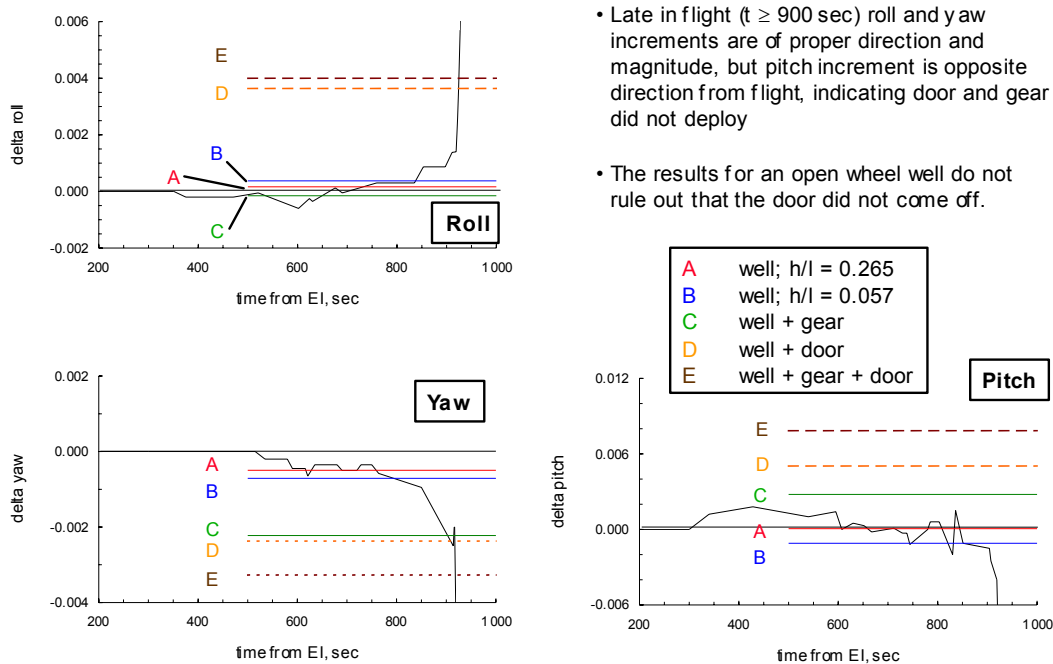 0.006
0.004
0.002
0.000
-0.002
delta roll
E
D
B
A
C
Roll
200 400 600 800 1000
time from EI, sec
• Late in flight (t ≥ 900 sec) roll and yaw
increments are of proper direction and
magnitude, but pitch increment is opposite
direction from flight, indicating door and gear
did not deploy
• The results for an open wheel well do not
rule out that the door did not come off.
A well; h/l = 0.265
B well; h/l = 0.057
C well + gear
D well + door
E well + gear + door
0.002
0.000
-0.002
-0.004
delta yaw
Yaw
A
B
C
D
E
200 400 600 800 1000
time from EI, sec
0.012
0.006
0.000
-0.006
delta pitch
Pitch
E
D
C
A
B
200 400 600 800 1000
time from EI, sec